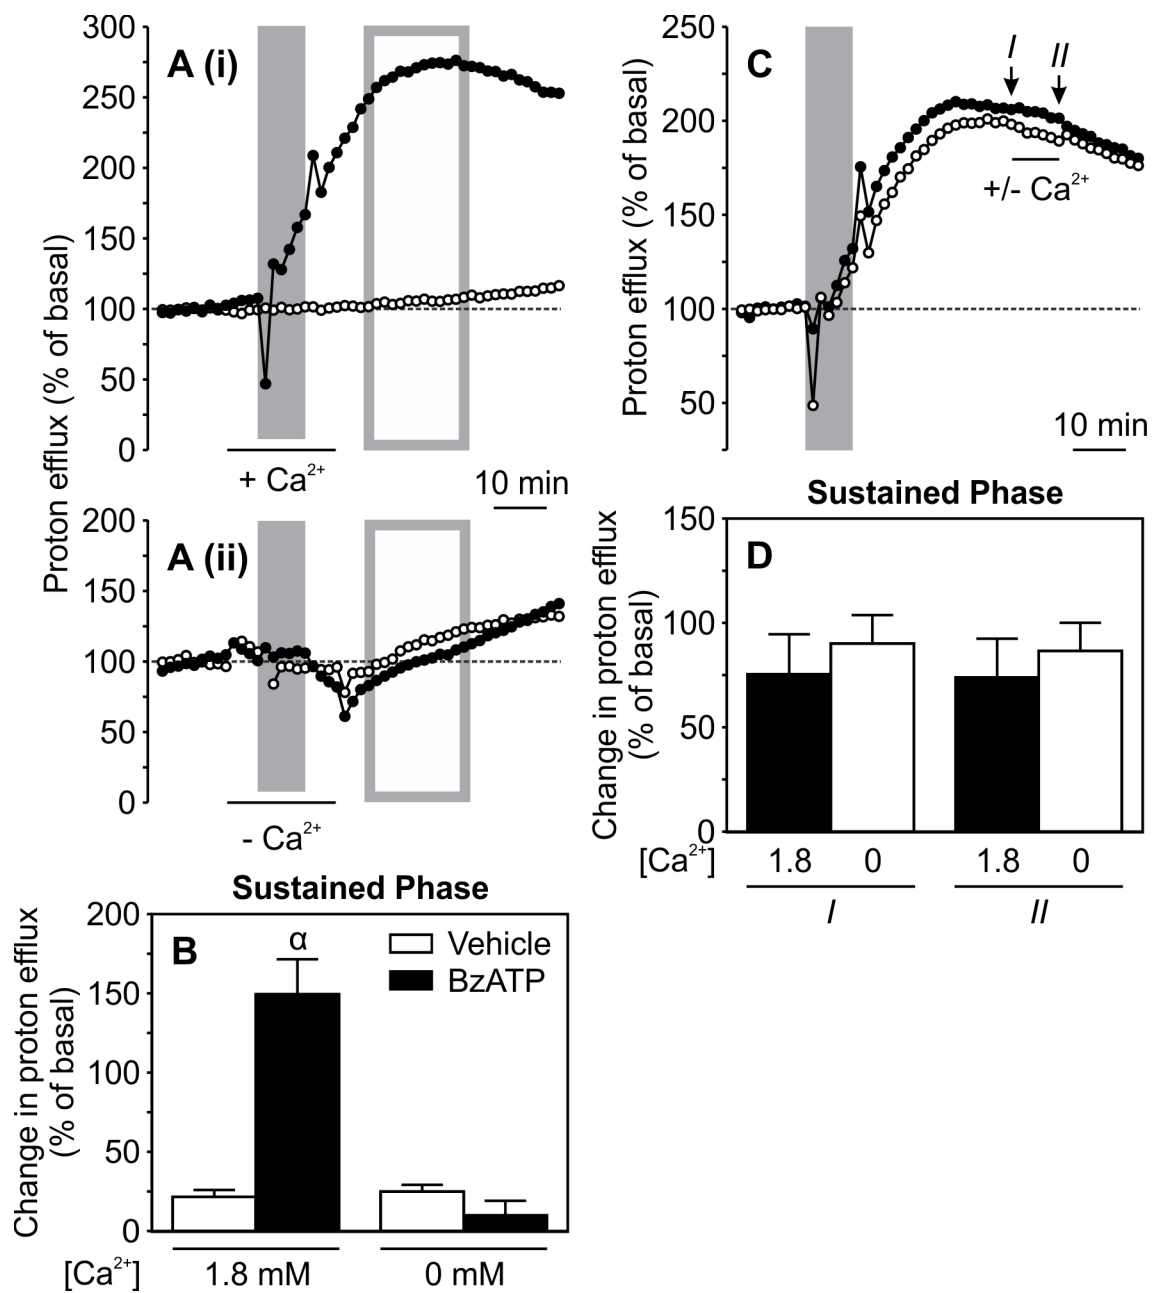 A (i)
Proton efflux (% of basal)
300
250
200
150
100
50
0
+ Ca²⁺
10 min
A (ii)
200
150
100
50
0
- Ca²⁺
Sustained Phase
B
Change in proton efflux
(% of basal)
200
150
100
50
0
α
Vehicle
BzATP
[Ca²⁺]
1.8 mM
0 mM
C
Proton efflux (% of basal)
250
200
150
100
50
I
II
+/- Ca²⁺
10 min
Sustained Phase
D
Change in proton efflux
(% of basal)
150
100
50
0
[Ca²⁺]
1.8
0
1.8
0
I
II